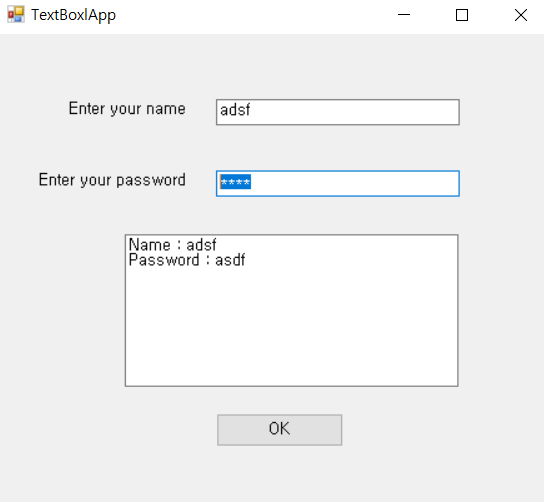 TextBoxlApp
Enter your name adsf
Enter your password ****
Name : adsf
Password : asdf
OK